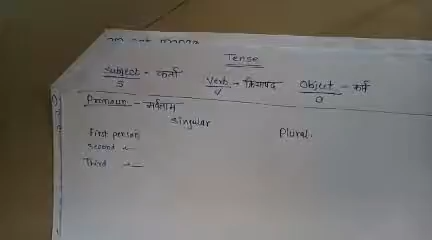 Tense
Subject - कर्ता Verb - क्रियापद Object - कर्म
S V O
Pronoun - सर्वनाम
Singular Plural.
First person
Second -"-
Third -"-